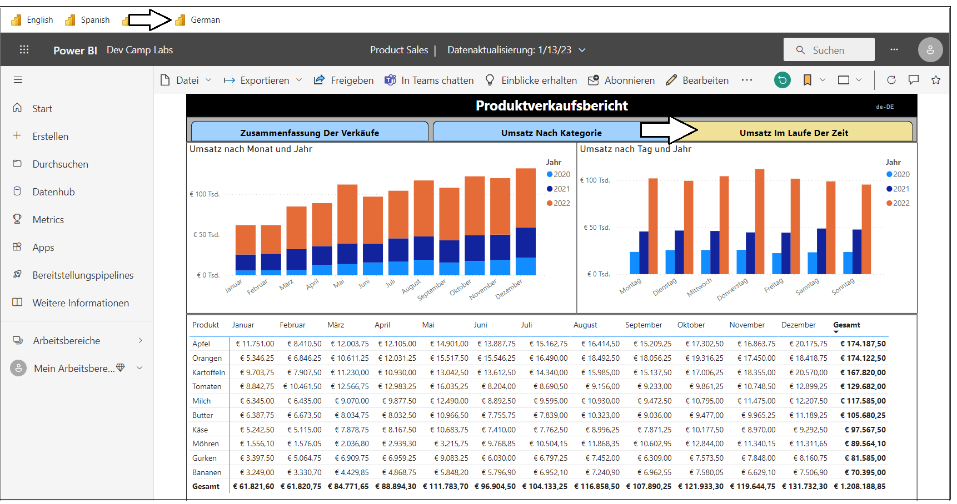 English Spanish German
Power BI Dev Camp Labs Product Sales | Datenaktualisierung: 1/13/23 Suchen ···
Datei Exportieren Freigeben In Teams chatten Einblicke erhalten Abonnieren Bearbeiten ···
Start
Erstellen
Durchsuchen
Datenhub
Metrics
Apps
Bereitstellungspipelines
Weitere Informationen
Arbeitsbereiche
Mein Arbeitsbere...
Produktverkaufsbericht de-DE
Zusammenfassung Der Verkäufe Umsatz Nach Kategorie Umsatz Im Laufe Der Zeit
Umsatz nach Monat und Jahr
Jahr
2020
2021
2022
€ 100 Tsd.
€ 50 Tsd.
€ 0 Tsd.
Januar Februar März April Mai Juni Juli August September Oktober November Dezember
Umsatz nach Tag und Jahr
Jahr
2020
2021
2022
€ 100 Tsd.
€ 50 Tsd.
€ 0 Tsd.
Montag Dienstag Mittwoch Donnerstag Freitag Samstag Sonntag
Produkt Januar Februar März April Mai Juni Juli August September Oktober November Dezember Gesamt
Äpfel € 11.751,00 € 8.410,50 € 12.003,75 € 12.105,00 € 14.901,00 € 13.887,75 € 15.162,75 € 16.414,50 € 15.209,25 € 17.302,50 € 16.863,75 € 20.175,75 € 174.187,50
Orangen € 5.346,25 € 6.846,25 € 10.611,25 € 12.031,25 € 15.517,50 € 15.546,25 € 16.490,00 € 18.492,50 € 18.056,25 € 19.316,25 € 17.450,00 € 18.418,75 € 174.122,50
Kartoffeln € 9.703,75 € 7.907,50 € 11.230,00 € 10.930,00 € 13.042,50 € 13.612,50 € 14.340,00 € 15.985,00 € 15.137,50 € 17.006,25 € 18.355,00 € 20.570,00 € 167.820,00
Tomaten € 8.842,75 € 10.461,50 € 12.566,75 € 12.983,25 € 16.035,25 € 8.204,00 € 8.690,50 € 9.156,00 € 9.233,00 € 9.861,25 € 10.748,50 € 12.899,25 € 129.682,00
Milch € 6.345,00 € 6.435,00 € 9.070,00 € 9.877,50 € 12.490,00 € 8.892,50 € 9.595,00 € 10.930,00 € 9.472,50 € 10.795,00 € 11.475,00 € 12.207,50 € 117.585,00
Butter € 6.387,75 € 6.673,50 € 8.034,75 € 8.032,50 € 10.966,50 € 7.755,75 € 7.839,00 € 10.323,00 € 9.036,00 € 9.477,00 € 9.965,25 € 11.189,25 € 105.680,25
Käse € 5.242,50 € 5.115,00 € 7.878,75 € 8.167,50 € 10.683,75 € 7.410,00 € 7.762,50 € 8.996,25 € 7.871,25 € 10.177,50 € 8.970,00 € 9.292,50 € 97.567,50
Möhren € 1.556,10 € 1.576,05 € 2.036,80 € 2.939,30 € 3.215,75 € 9.768,85 € 10.504,15 € 11.868,35 € 10.602,95 € 12.844,00 € 11.340,15 € 11.311,65 € 89.564,10
Gurken € 3.397,50 € 5.064,75 € 6.909,75 € 6.959,25 € 9.083,25 € 6.030,00 € 6.797,25 € 7.452,00 € 6.309,00 € 7.573,50 € 7.848,00 € 8.160,75 € 81.585,00
Bananen € 3.249,00 € 3.330,70 € 4.429,85 € 4.868,75 € 5.848,20 € 5.796,90 € 6.952,10 € 7.240,90 € 6.962,55 € 7.580,05 € 6.629,10 € 7.506,90 € 70.395,00
Gesamt € 61.821,60 € 61.820,75 € 84.771,65 € 88.894,30 € 111.783,70 € 96.904,50 € 104.133,25 € 116.858,50 € 107.890,25 € 121.933,30 € 119.644,75 € 131.732,30 € 1.208.188,85